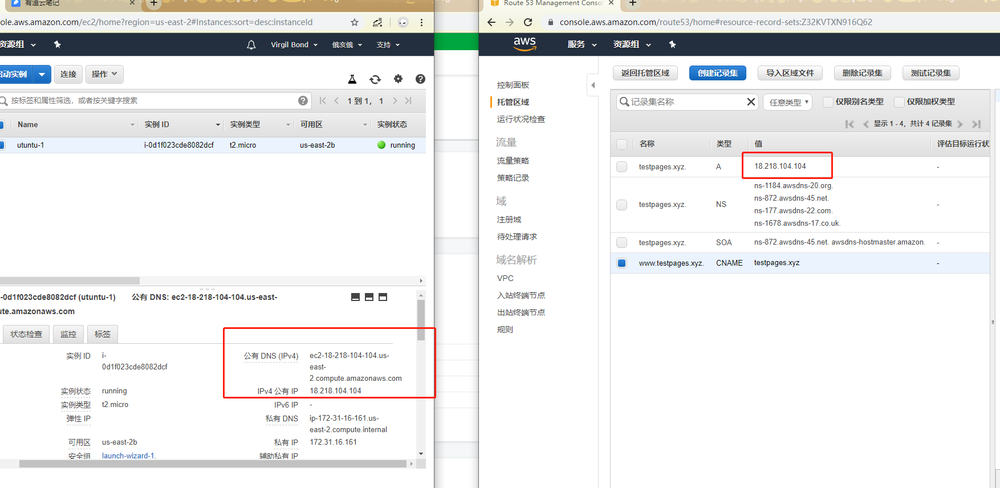 有道云笔记
ole.aws.amazon.com/ec2/home?region=us-east-2#Instances:sort=desc:instanceId
资源组
Virgil Bond
俄亥俄
支持
启动实例
连接
操作
按标签和属性筛选，或者按关键字搜索
1 到 1， 1
Name
实例 ID
实例类型
可用区
实例状态
utuntu-1
i-0d1f023cde8082dcf
t2.micro
us-east-2b
running
-0d1f023cde8082dcf (utuntu-1)
公有 DNS: ec2-18-218-104-104.us-east-
ute.amazonaws.com
状态检查
监控
标签
实例 ID
i-
0d1f023cde8082dcf
实例状态
running
实例类型
t2.micro
弹性 IP
可用区
us-east-2b
安全组
launch-wizard-1.
公有 DNS (IPv4)
ec2-18-218-104-104.us-
east-
2.compute.amazonaws.com
IPv4 公有 IP
18.218.104.104
IPv6 IP
-
私有 DNS
ip-172-31-16-161.us-
east-2.compute.internal
私有 IP
172.31.16.161
辅助私有 IP
Route 53 Management Conso
console.aws.amazon.com/route53/home#resource-record-sets:Z32KVTXN916Q62
aws
服务
资源组
控制面板
托管区域
运行状况检查
流量
流量策略
策略记录
域
注册域
待处理请求
域名解析
VPC
入站终端节点
出站终端节点
规则
返回托管区域
创建记录集
导入区域文件
删除记录集
测试记录集
记录集名称
任意类型
仅限别名类型
仅限加权类型
显示 1 - 4，共计 4 记录集
名称
类型
值
评估目标运行状
testpages.xyz.
A
18.218.104.104
-
testpages.xyz.
NS
ns-1184.awsdns-20.org.
ns-872.awsdns-45.net.
ns-177.awsdns-22.com.
ns-1678.awsdns-17.co.uk.
-
testpages.xyz.
SOA
ns-872.awsdns-45.net. awsdns-hostmaster.amazon.
-
www.testpages.xyz.
CNAME
testpages.xyz
-